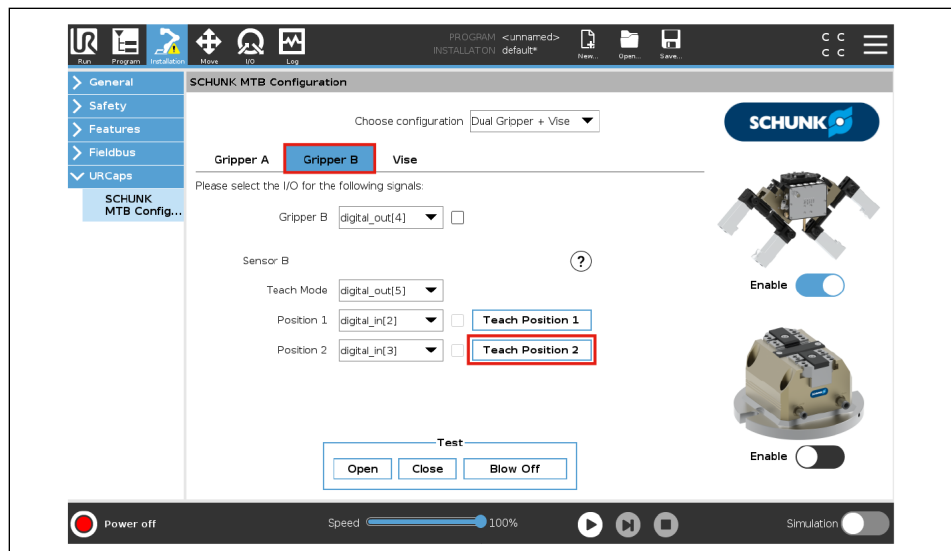 PROGRAM <unnamed>
INSTALLATON default*
Run Program Installation Move I/O Log New... Open... Save...
C C
C C
General
SCHUNK MTB Configuration
Safety
Features
Fieldbus
URCaps
SCHUNK
MTB Config...
Choose configuration Dual Gripper + Vise
SCHUNK
Gripper A Gripper B Vise
Please select the I/O for the following signals:
Gripper B digital_out[4]
Sensor B ?
Teach Mode digital_out[5]
Enable
Position 1 digital_in[2] Teach Position 1
Position 2 digital_in[3] Teach Position 2
Test
Open Close Blow Off
Enable
Power off Speed 100% Simulation